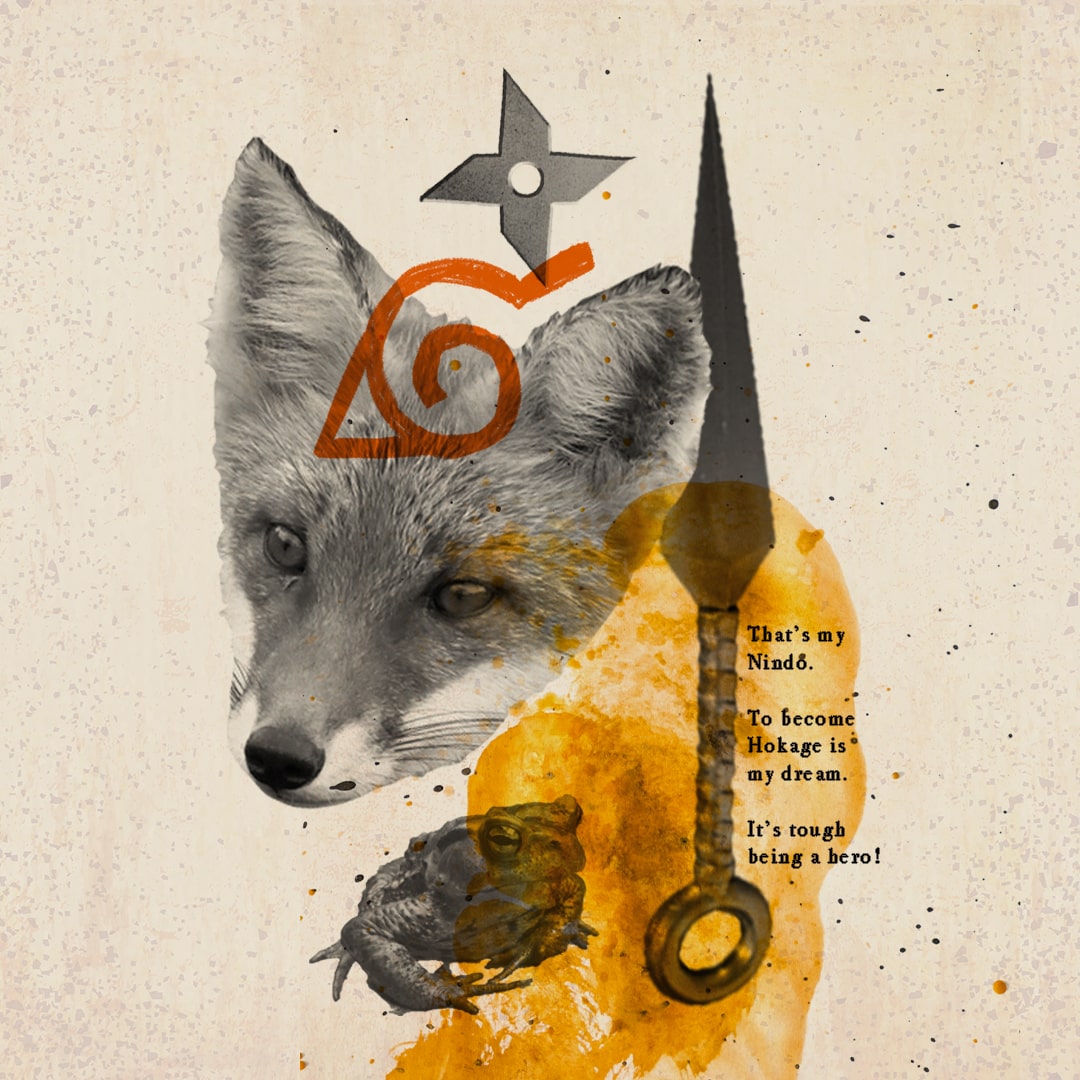 That's my
Nindō.
To become
Hokage is
my dream.
It's tough
being a hero!